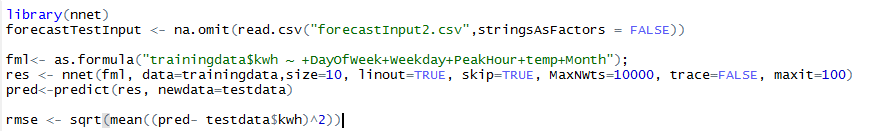 library(nnet)
forecastTestInput <- na.omit(read.csv("forecastInput2.csv",stringsAsFactors = FALSE))
fml<- as.formula("trainingdata$kwh ~ +DayOfWeek+Weekday+PeakHour+temp+Month");
res <- nnet(fml, data=trainingdata,size=10, linout=TRUE, skip=TRUE, MaxNWts=10000, trace=FALSE, maxit=100)
pred<-predict(res, newdata=testdata)
rmse <- sqrt(mean((pred- testdata$kwh)^2))